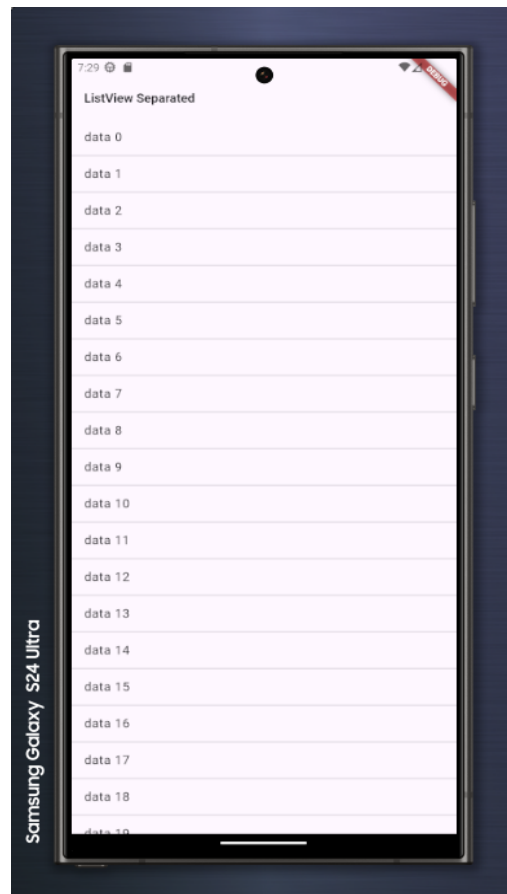 7:29
DEBUG
ListView Separated
data 0
data 1
data 2
data 3
data 4
data 5
data 6
data 7
data 8
data 9
data 10
data 11
data 12
data 13
data 14
data 15
data 16
data 17
data 18
data 19
Samsung Galaxy S24 Ultra